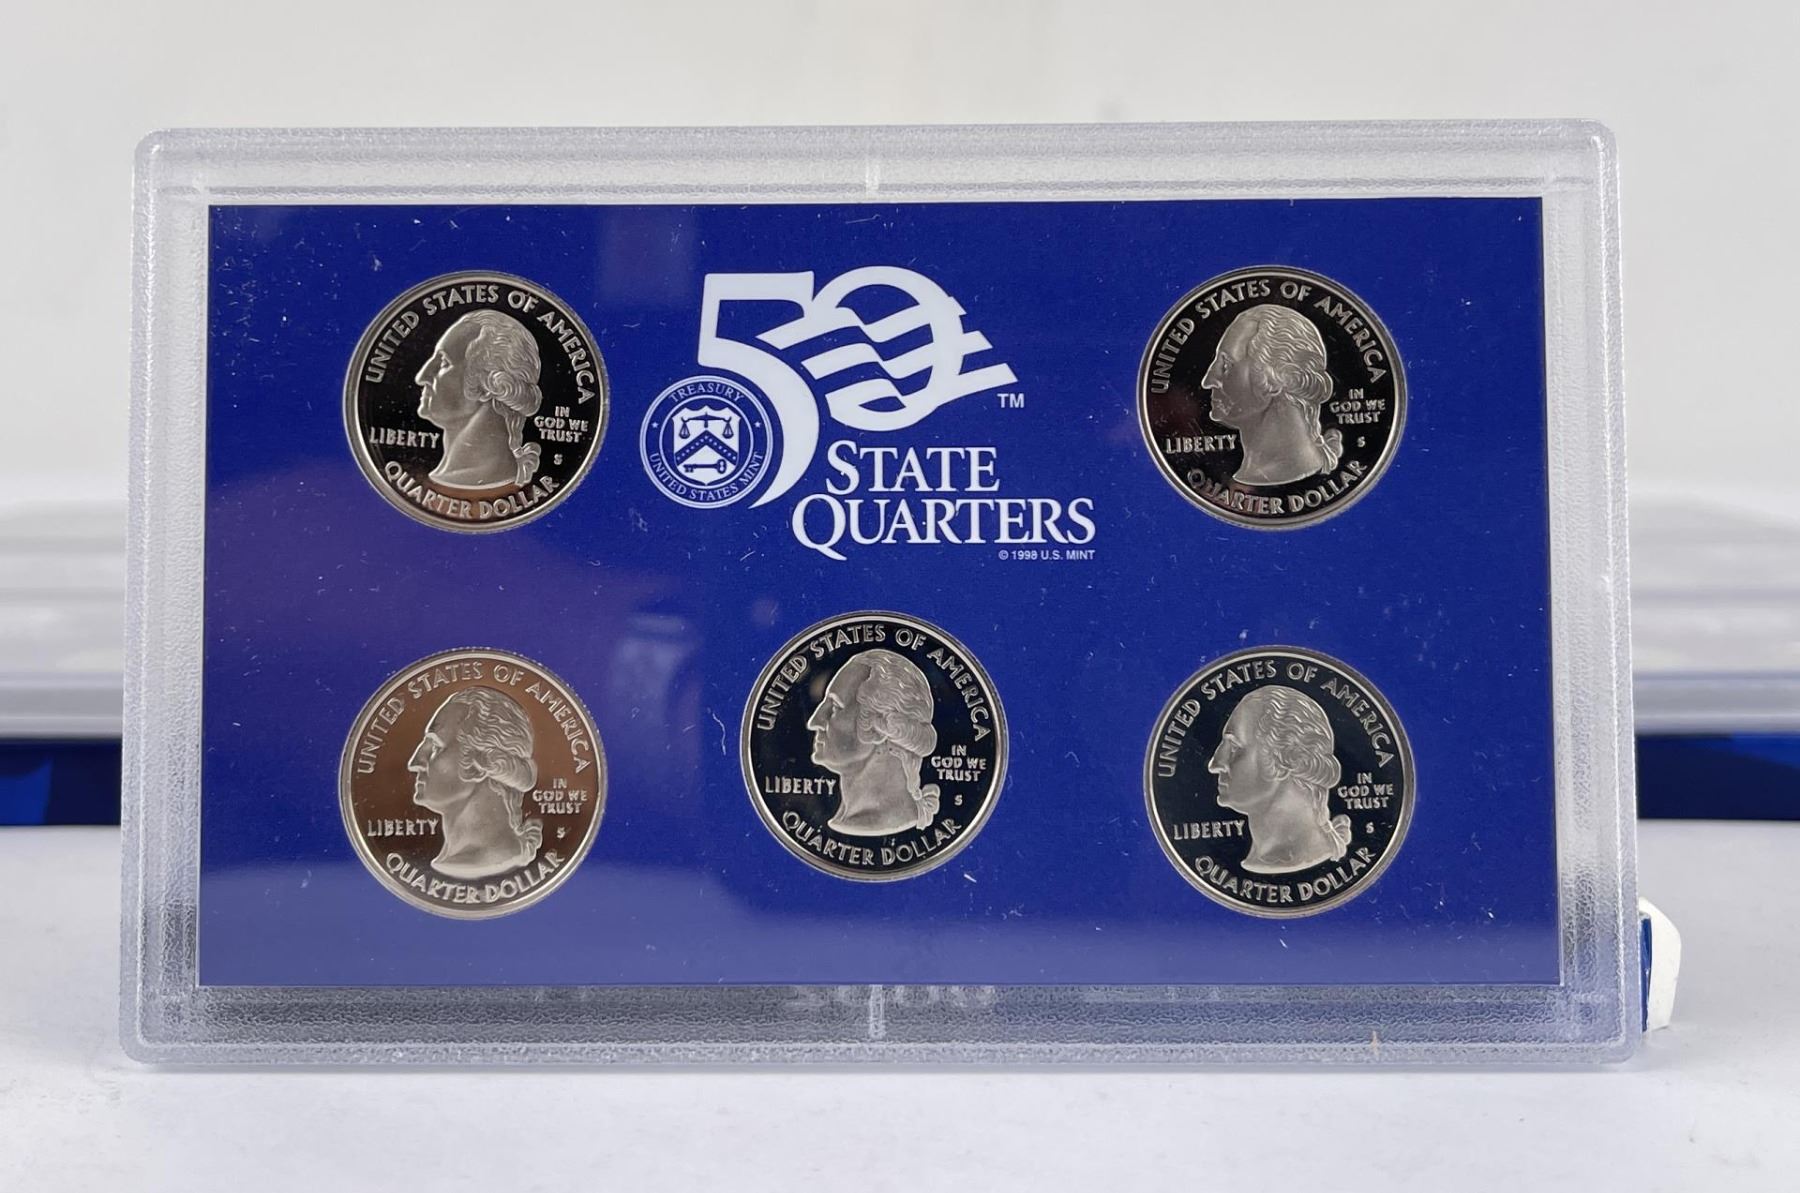 UNITED STATES OF AMERICA
LIBERTY
IN
GOD WE
TRUST
S
QUARTER DOLLAR
50
TM
TREASURY
UNITED STATES MINT
STATE
QUARTERS
© 1998 U.S. MINT
UNITED STATES OF AMERICA
LIBERTY
IN
GOD WE
TRUST
S
QUARTER DOLLAR
UNITED STATES OF AMERICA
LIBERTY
IN
GOD WE
TRUST
S
QUARTER DOLLAR
UNITED STATES OF AMERICA
LIBERTY
IN
GOD WE
TRUST
S
QUARTER DOLLAR
UNITED STATES OF AMERICA
LIBERTY
IN
GOD WE
TRUST
S
QUARTER DOLLAR